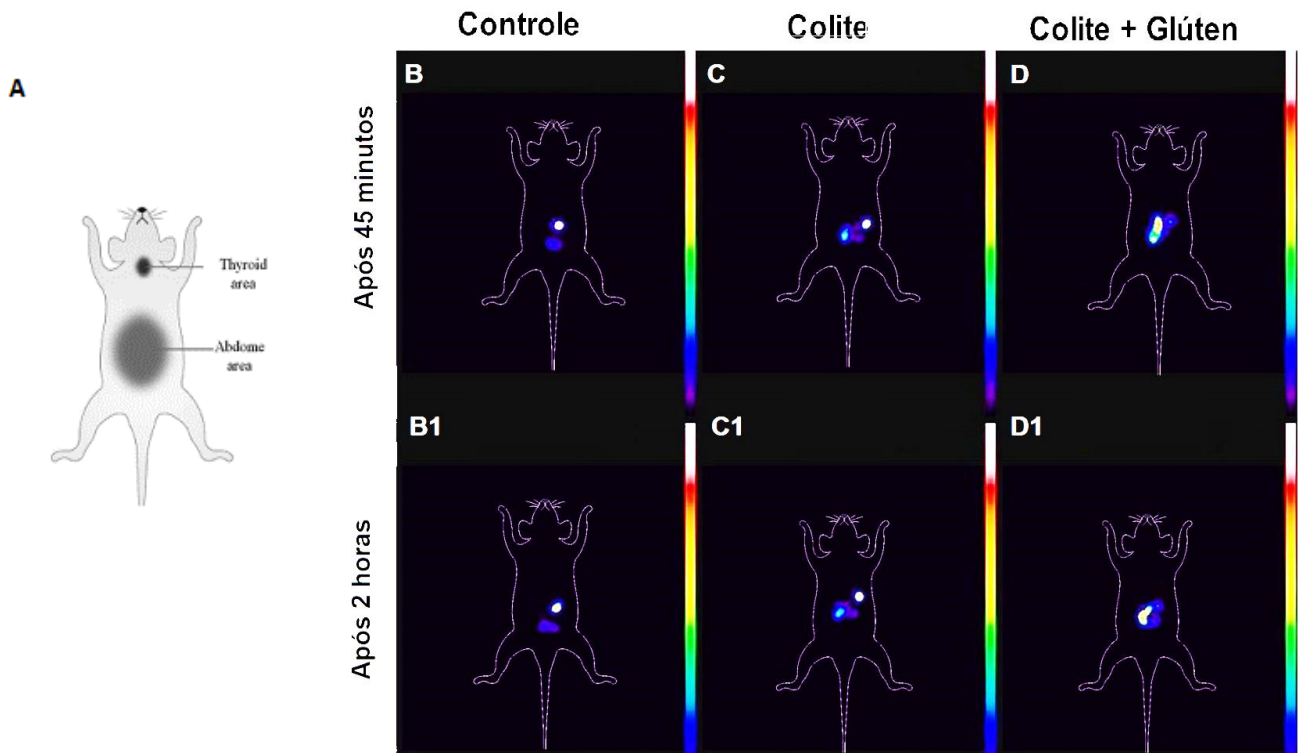 Controle
Colite
Colite + Glúten
A
B
C
D
Após 45 minutos
Thyroid
area
Abdome
area
B1
C1
D1
Após 2 horas